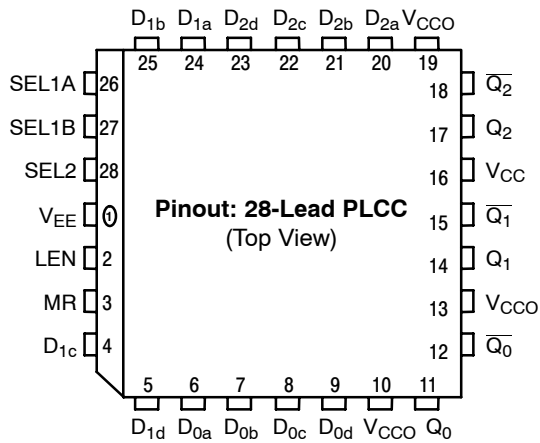 D1b D1a D2d D2c D2b D2a VCCO
25 24 23 22 21 20 19
SEL1A 26 18 Q̅2̅
SEL1B 27 17 Q2
SEL2 28 16 VCC
VEE 1 Pinout: 28-Lead PLCC 15 Q̅1̅
(Top View)
LEN 2 14 Q1
MR 3 13 VCCO
D1c 4 12 Q̅0̅
5 6 7 8 9 10 11
D1d D0a D0b D0c D0d VCCO Q0